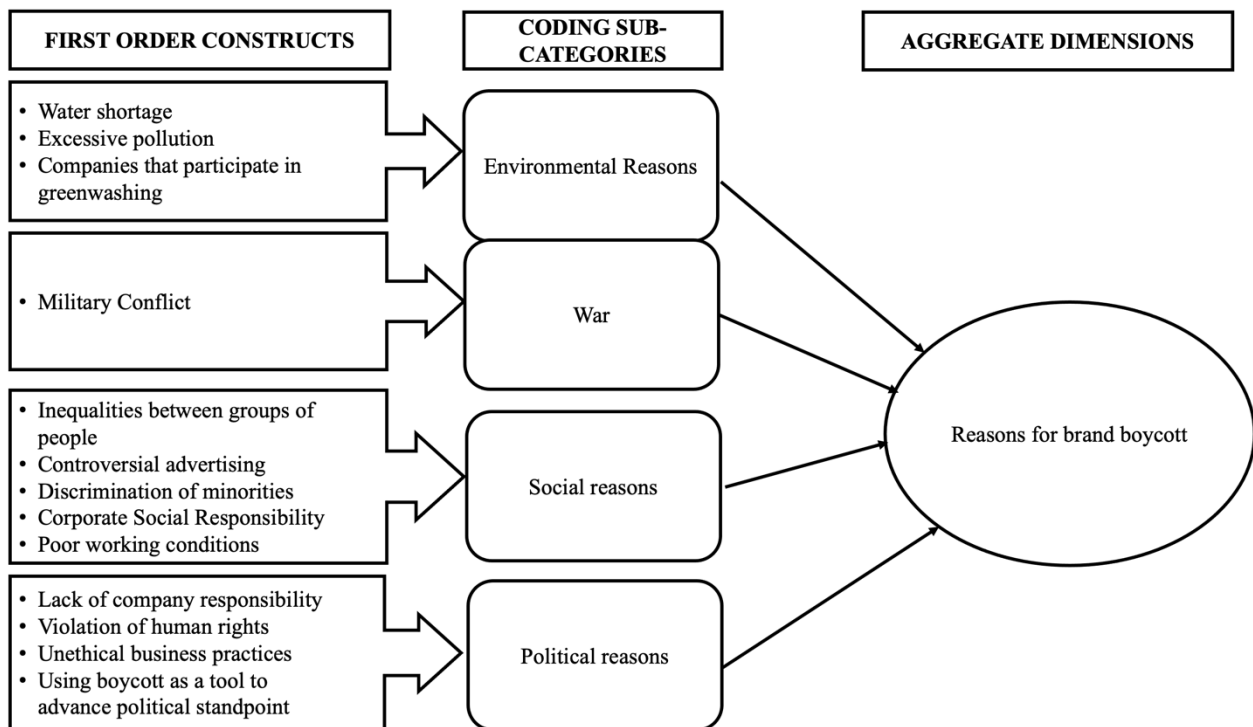 FIRST ORDER CONSTRUCTS
CODING SUB-
CATEGORIES
AGGREGATE DIMENSIONS
• Water shortage
• Excessive pollution
• Companies that participate in
greenwashing
Environmental Reasons
• Military Conflict
War
• Inequalities between groups of
people
• Controversial advertising
• Discrimination of minorities
• Corporate Social Responsibility
• Poor working conditions
Social reasons
• Lack of company responsibility
• Violation of human rights
• Unethical business practices
• Using boycott as a tool to
advance political standpoint
Political reasons
Reasons for brand boycott